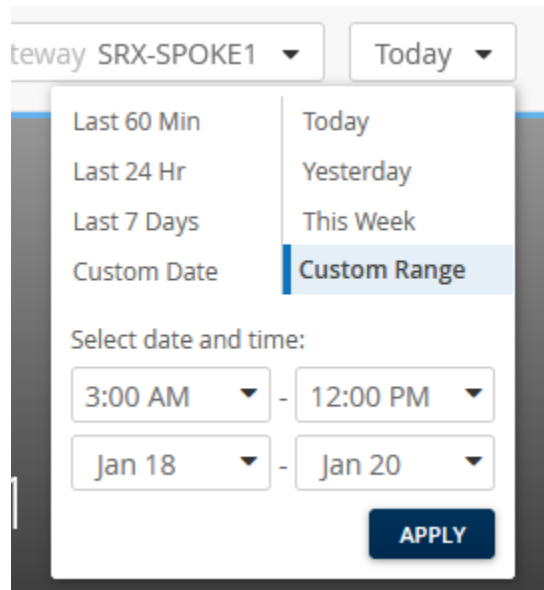 teway SRX-SPOKE1 Today
Last 60 Min Today
Last 24 Hr Yesterday
Last 7 Days This Week
Custom Date Custom Range
Select date and time:
3:00 AM - 12:00 PM
Jan 18 - Jan 20
APPLY